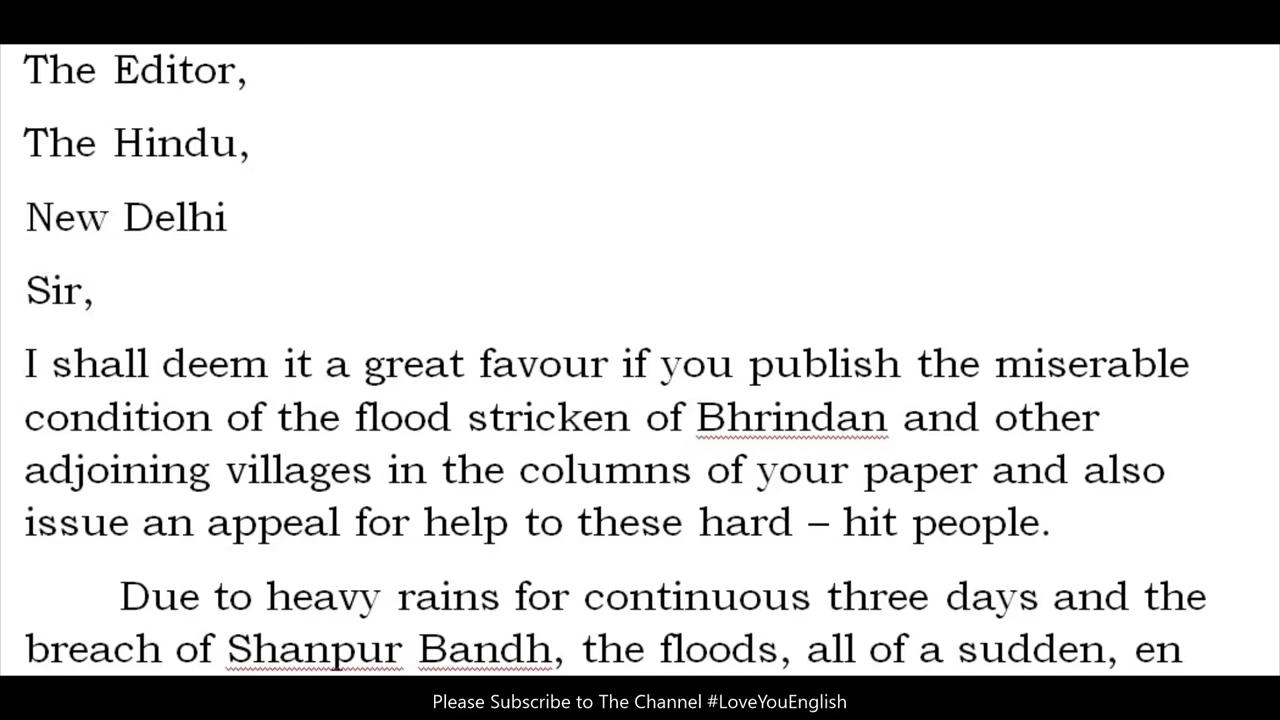 The Editor,
The Hindu,
New Delhi
Sir,
I shall deem it a great favour if you publish the miserable
condition of the flood stricken of Bhrindan and other
adjoining villages in the columns of your paper and also
issue an appeal for help to these hard – hit people.
Due to heavy rains for continuous three days and the
breach of Shanpur Bandh, the floods, all of a sudden, en
Please Subscribe to The Channel #LoveYouEnglish